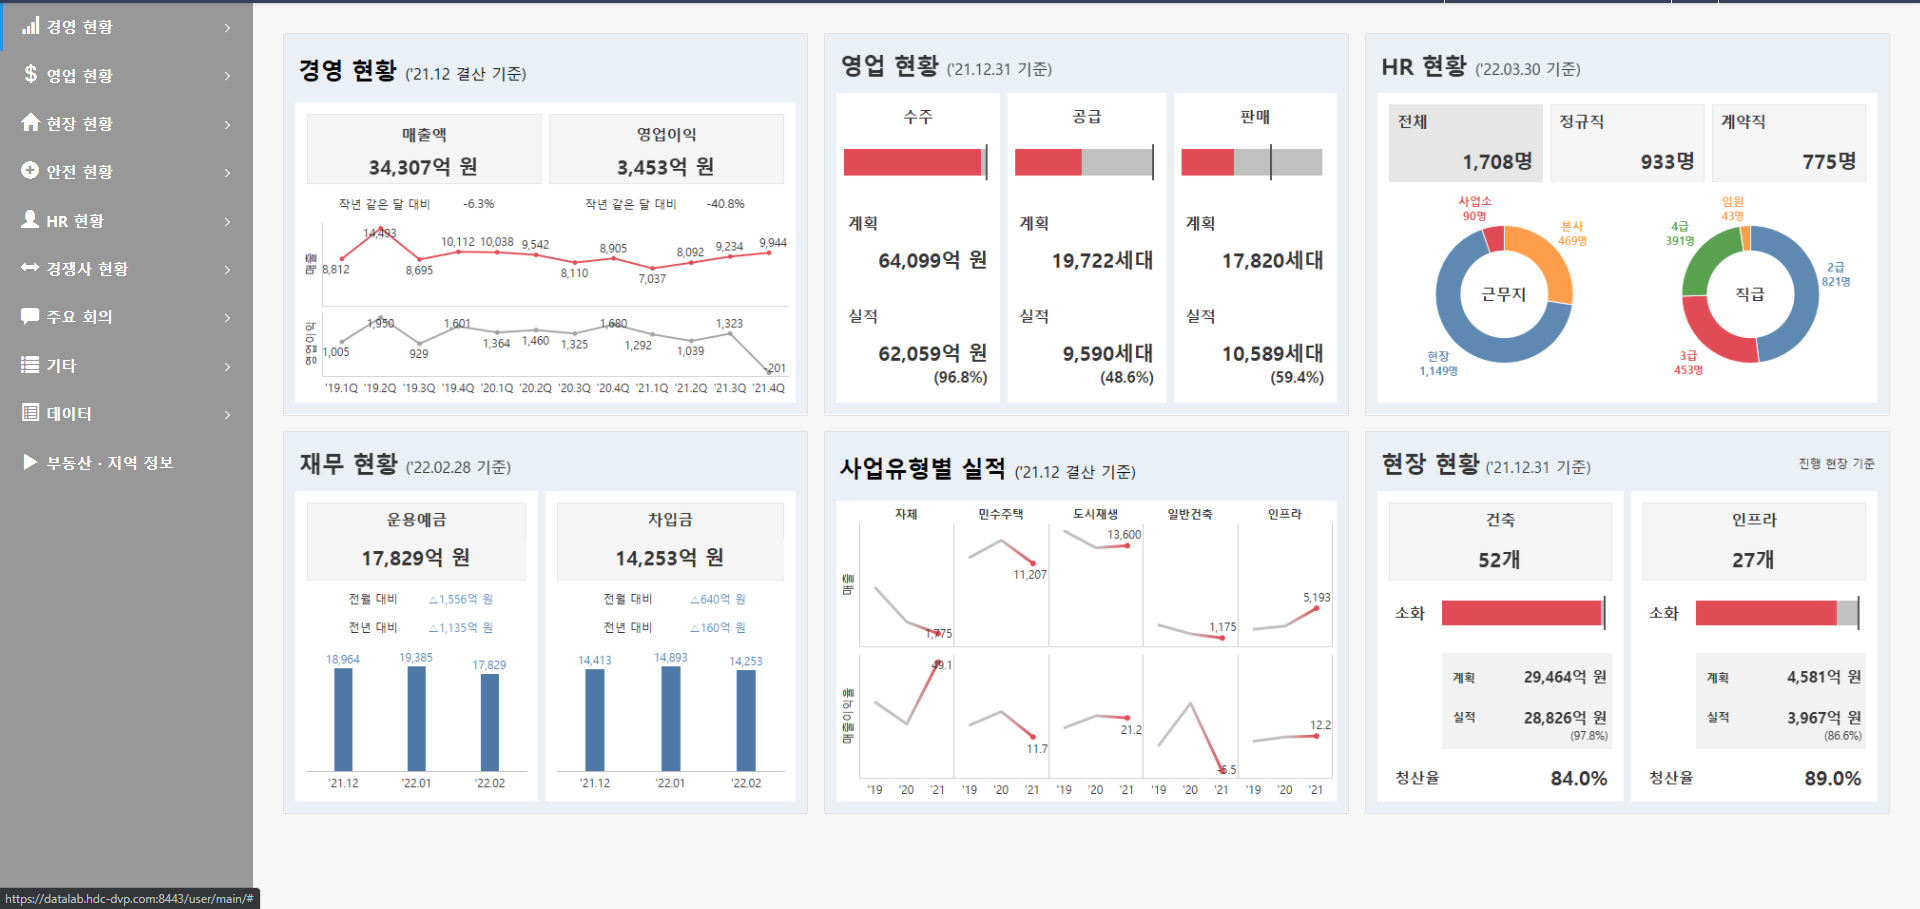 경영 현황
영업 현황
현장 현황
안전 현황
HR 현황
경쟁사 현황
주요 회의
기타
데이터
부동산 · 지역 정보
경영 현황 ('21.12 결산 기준)
매출액
34,307억 원
영업이익
3,453억 원
작년 같은 달 대비 -6.3%
작년 같은 달 대비 -40.8%
매출
8,812
14,493
8,695
10,112
10,038
9,542
8,110
8,905
7,037
8,092
9,234
9,944
영업이익
1,005
1,950
929
1,601
1,364
1,460
1,325
1,680
1,292
1,039
1,323
-201
'19.1Q '19.2Q '19.3Q '19.4Q '20.1Q '20.2Q '20.3Q '20.4Q '21.1Q '21.2Q '21.3Q '21.4Q
영업 현황 ('21.12.31 기준)
수주
계획
64,099억 원
실적
62,059억 원
(96.8%)
공급
계획
19,722세대
실적
9,590세대
(48.6%)
판매
계획
17,820세대
실적
10,589세대
(59.4%)
HR 현황 ('22.03.30 기준)
전체
1,708명
정규직
933명
계약직
775명
사업소
90명
본사
469명
근무지
현장
1,149명
임원
43명
4급
391명
2급
821명
직급
3급
453명
재무 현황 ('22.02.28 기준)
운용예금
17,829억 원
전월 대비 △1,556억 원
전년 대비 △1,135억 원
18,964
19,385
17,829
'21.12 '22.01 '22.02
차입금
14,253억 원
전월 대비 △640억 원
전년 대비 △160억 원
14,413
14,893
14,253
'21.12 '22.01 '22.02
사업유형별 실적 ('21.12 결산 기준)
자체 민수주택 도시재생 일반건축 인프라
매출
1,775
11,207
13,600
1,175
5,193
매출이익율
49.1
11.7
21.2
-5.5
12.2
'19 '20 '21 '19 '20 '21 '19 '20 '21 '19 '20 '21 '19 '20 '21
현장 현황 ('21.12.31 기준)
진행 현장 기준
건축
52개
소화
계획 29,464억 원
실적 28,826억 원
(97.8%)
청산율 84.0%
인프라
27개
소화
계획 4,581억 원
실적 3,967억 원
(86.6%)
청산율 89.0%
https://datalab.hdc-dvp.com:8443/user/main/#